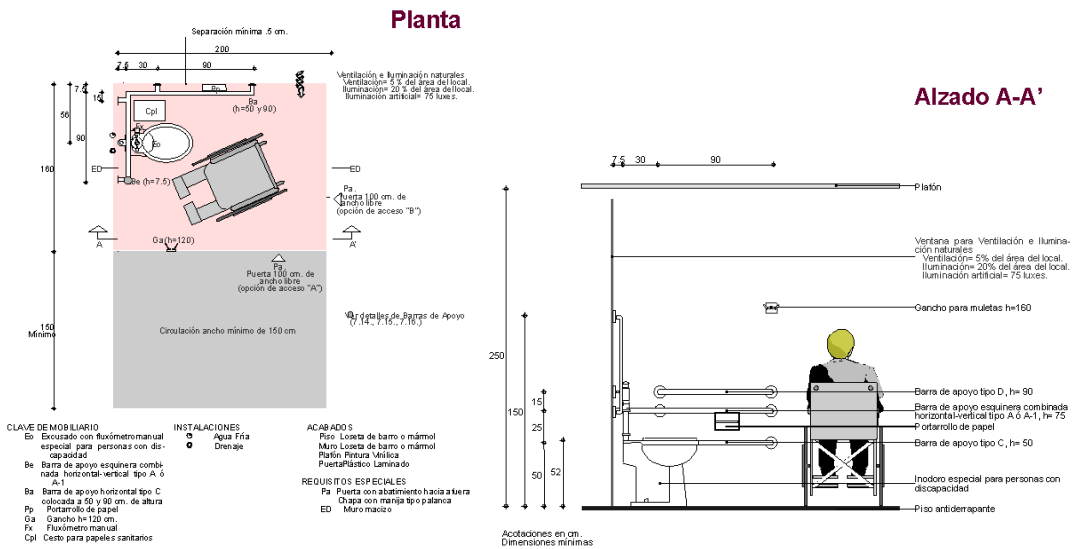 Planta
Separación mínima .5 cm.
200
7.5 30 90
Ventilación e Iluminación naturales
Ventilación= 5 % del área del local.
Iluminación= 20 % del área del local.
Iluminación artificial= 75 luxes.
7.5
15
56
90
160
Pp
Ba
(h=50 y 90)
Cpl
Fx
Eo
ED
ED
Be (h=7.5)
Pa.
Puerta 100 cm. de
ancho libre
(opción de acceso "B")
A
Ga (h=120)
A'
Pa
Puerta 100 cm. de
ancho libre
(opción de acceso "A")
150
Mínimo
Circulación ancho mínimo de 150 cm
Ver detalles de Barras de Apoyo
(7.14., 7.15., 7.16.)
CLAVE DE MOBILIARIO
Eo Excusado con fluxómetro manual
especial para personas con dis-
capacidad
Be Barra de apoyo esquinera combi-
nada horizontal-vertical tipo A ó
A-1
Ba Barra de apoyo horizontal tipo C
colocada a 50 y 90 cm. de altura
Pp Portarrollo de papel
Ga Gancho h= 120 cm.
Fx Fluxómetro manual
Cpl Cesto para papeles sanitarios
INSTALACIONES
Agua Fría
Drenaje
ACABADOS
Piso Loseta de barro o mármol
Muro Loseta de barro o mármol
Plafón Pintura Vinílica
Puerta Plástico Laminado
REQUISITOS ESPECIALES
Pa Puerta con abatimiento hacia afuera
Chapa con manija tipo palanca
ED Muro macizo
Alzado A-A’
7.5 30 90
Plafón
Ventana para Ventilación e Ilumina-
ción naturales
Ventilación= 5% del área del local.
Iluminación= 20% del área del local.
Iluminación artificial= 75 luxes.
Gancho para muletas h=160
250
150
15
25
50
52
Barra de apoyo tipo D, h= 90
Barra de apoyo esquinera combinada
horizontal-vertical tipo A ó A-1, h= 75
Portarrollo de papel
Barra de apoyo tipo C, h= 50
Inodoro especial para personas con
discapacidad
Piso antiderrapante
Acotaciones en cm.
Dimensiones mínimas